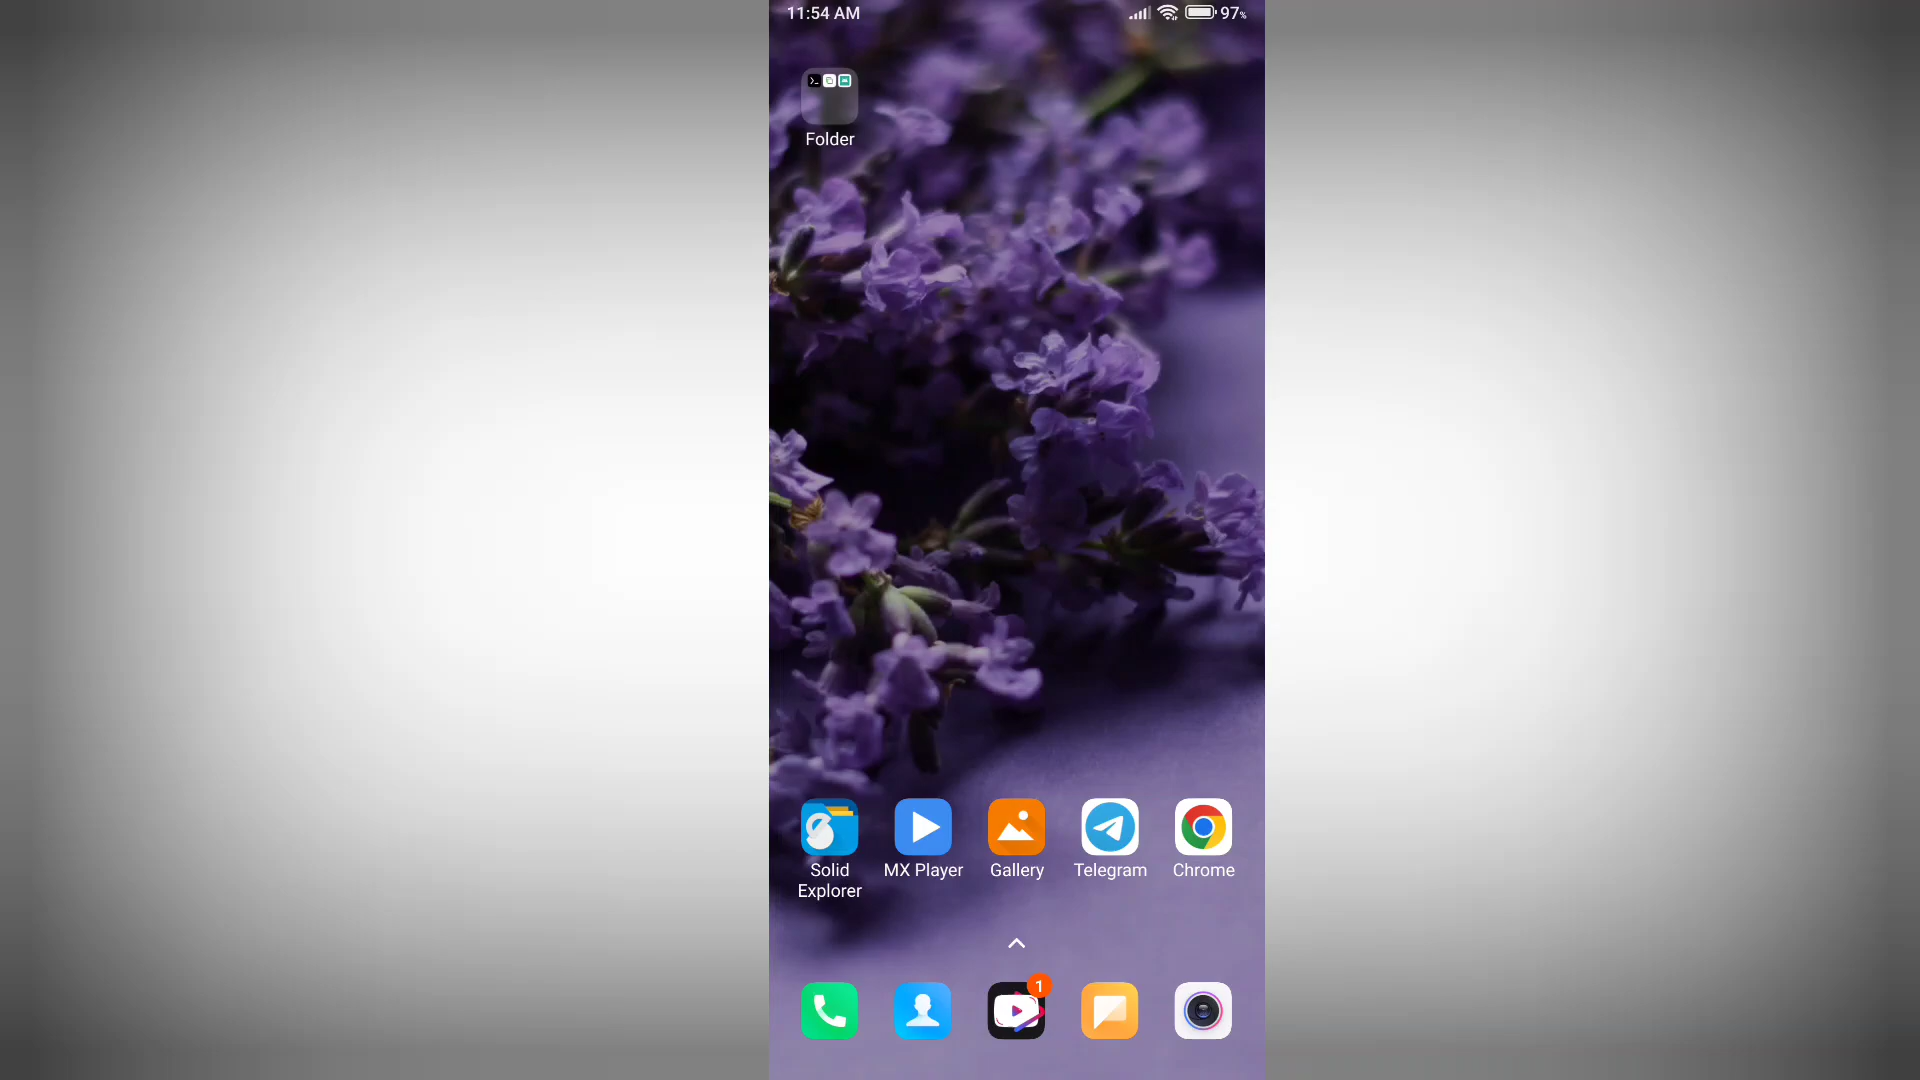 11:54 AM
97%
Folder
Solid Explorer
MX Player
Gallery
Telegram
Chrome
1